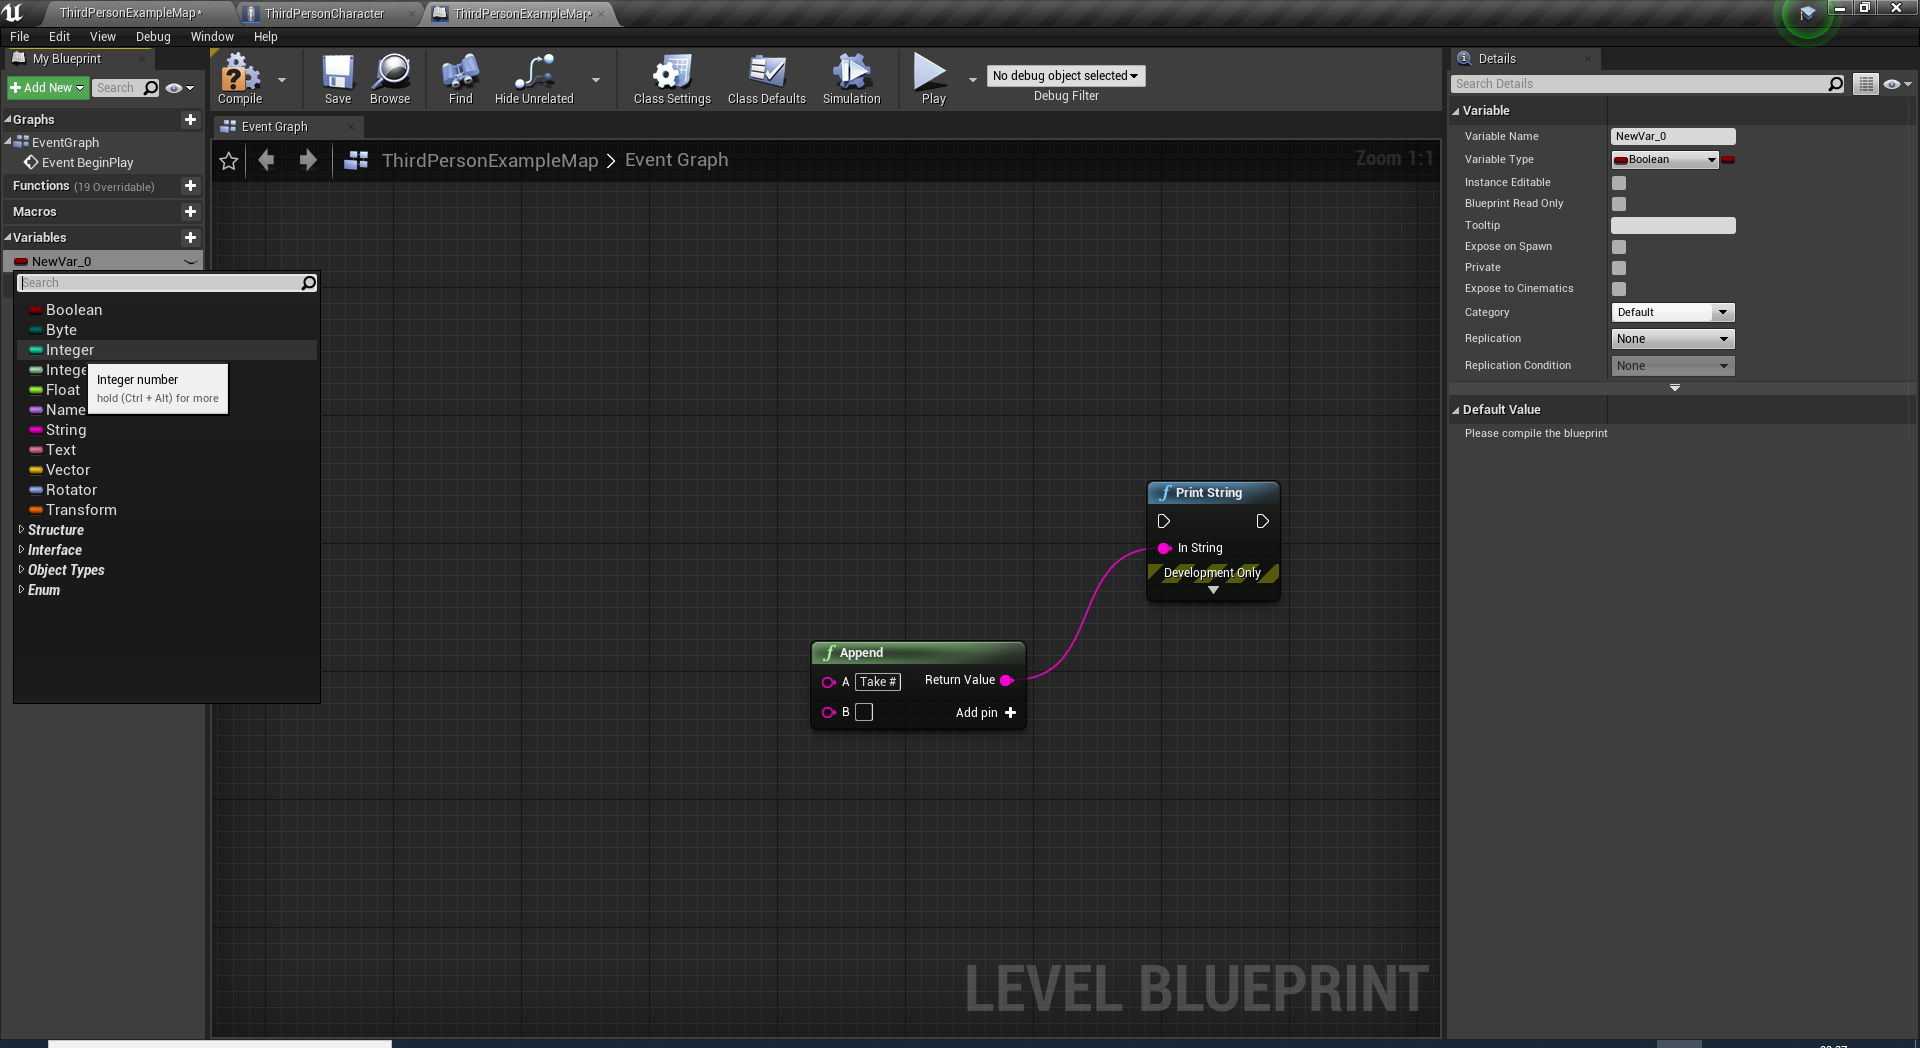 ThirdPersonExampleMap*
ThirdPersonCharacter
ThirdPersonExampleMap*
File Edit View Debug Window Help
My Blueprint
Add New
Search
Compile
Save
Browse
Find
Hide Unrelated
Class Settings
Class Defaults
Simulation
Play
No debug object selected
Debug Filter
Event Graph
ThirdPersonExampleMap > Event Graph
Zoom 1:1
Graphs
EventGraph
Event BeginPlay
Functions (19 Overridable)
Macros
Variables
NewVar_0
Search
Boolean
Byte
Integer
Intege
Float
Name
String
Text
Vector
Rotator
Transform
Structure
Interface
Object Types
Enum
Integer number
hold (Ctrl + Alt) for more
f Print String
In String
Development Only
f Append
A Take # Return Value
B Add pin
LEVEL BLUEPRINT
Details
Search Details
Variable
Variable Name NewVar_0
Variable Type Boolean
Instance Editable
Blueprint Read Only
Tooltip
Expose on Spawn
Private
Expose to Cinematics
Category Default
Replication None
Replication Condition None
Default Value
Please compile the blueprint